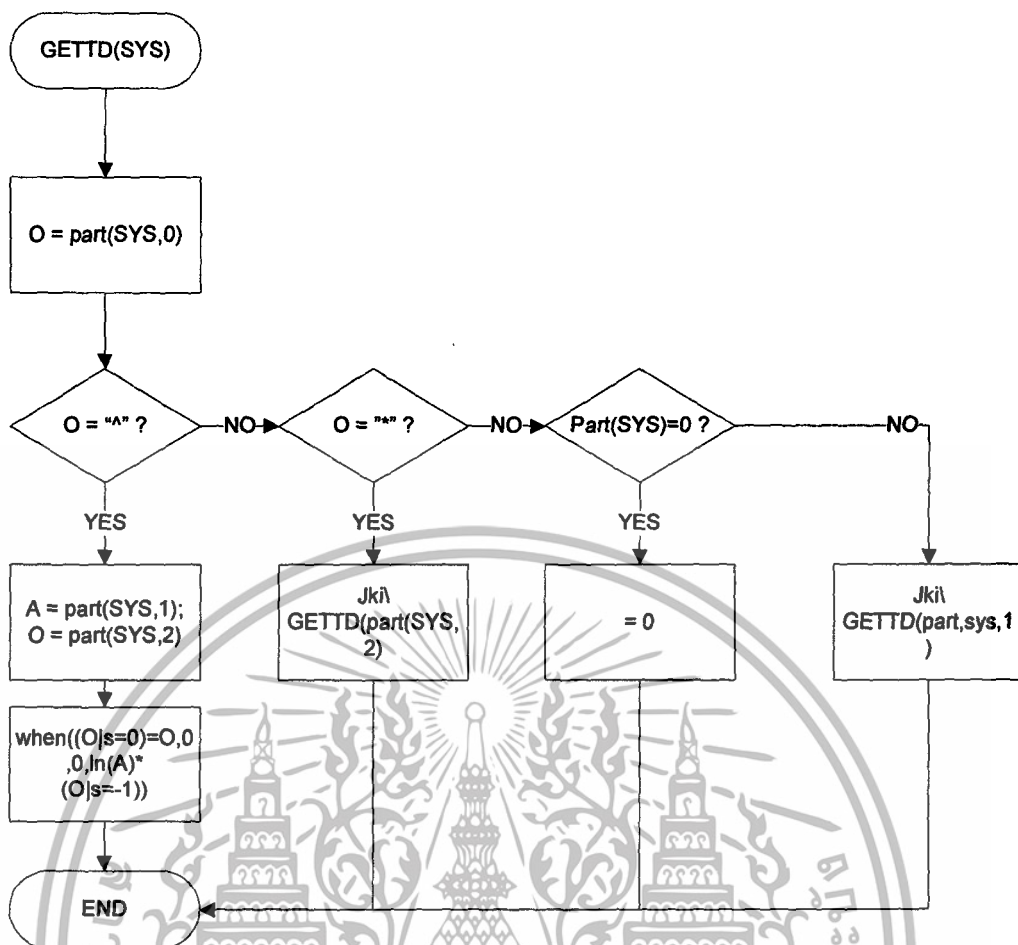 GETTD(SYS)
O = part(SYS,0)
O = “^” ?
NO
O = ”*” ?
NO
Part(SYS)=0 ?
NO
YES
YES
YES
A = part(SYS,1);
O = part(SYS,2)
Jki\
GETTD(part(SYS,
2)
= 0
Jki\
GETTD(part,sys,1
)
when((O|s=0)=O,0
,0,ln(A)*
(O|s=-1))
END